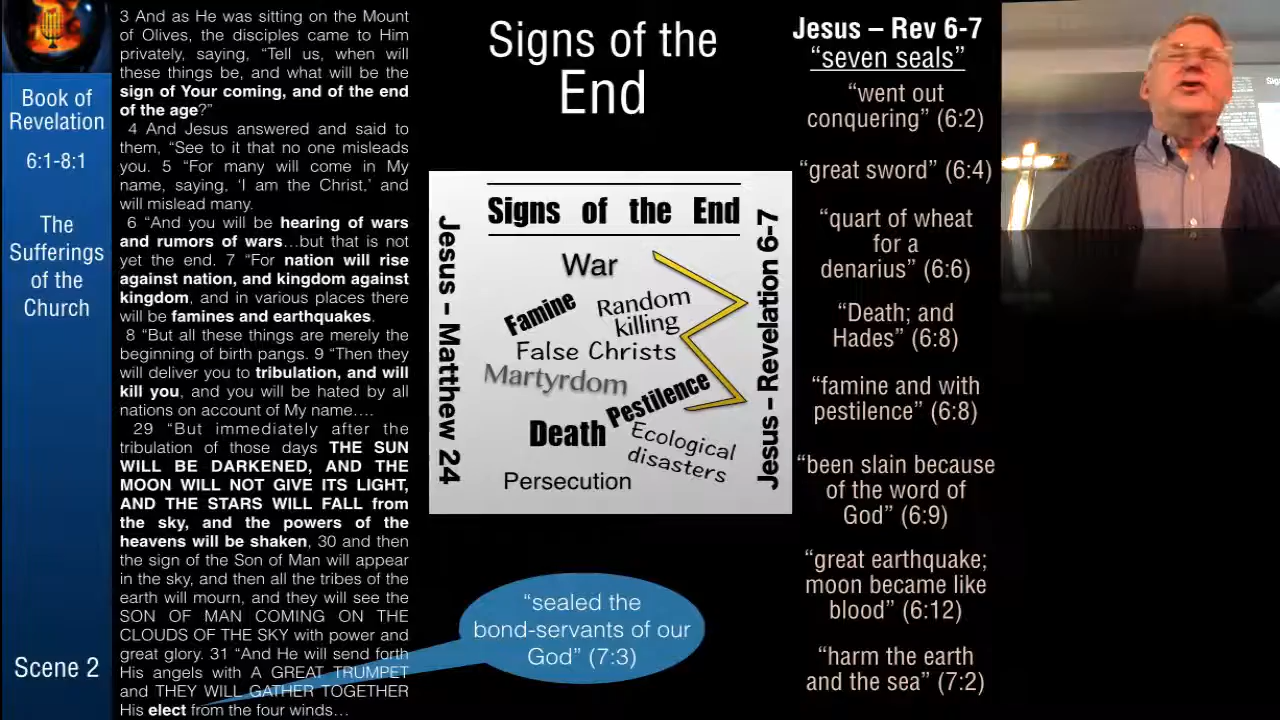 Book of
Revelation
6:1-8:1
The
Sufferings
of the
Church
Scene 2
3 And as He was sitting on the Mount
of Olives, the disciples came to Him
privately, saying, “Tell us, when will
these things be, and what will be the
sign of Your coming, and of the end
of the age?”
4 And Jesus answered and said to
them, “See to it that no one misleads
you. 5 “For many will come in My
name, saying, ‘I am the Christ,’ and
will mislead many.
6 “And you will be hearing of wars
and rumors of wars…but that is not
yet the end. 7 “For nation will rise
against nation, and kingdom against
kingdom, and in various places there
will be famines and earthquakes.
8 “But all these things are merely the
beginning of birth pangs. 9 “Then they
will deliver you to tribulation, and will
kill you, and you will be hated by all
nations on account of My name….
29 “But immediately after the
tribulation of those days THE SUN
WILL BE DARKENED, AND THE
MOON WILL NOT GIVE ITS LIGHT,
AND THE STARS WILL FALL from
the sky, and the powers of the
heavens will be shaken, 30 and then
the sign of the Son of Man will appear
in the sky, and then all the tribes of the
earth will mourn, and they will see the
SON OF MAN COMING ON THE
CLOUDS OF THE SKY with power and
great glory. 31 “And He will send forth
His angels with A GREAT TRUMPET
and THEY WILL GATHER TOGETHER
His elect from the four winds…
Signs of the
End
Signs of the End
Jesus – Matthew 24
War
Famine
Random
killing
False Christs
Martyrdom
Pestilence
Death
Ecological
disasters
Persecution
Jesus – Revelation 6-7
“sealed the
bond-servants of our
God” (7:3)
Jesus – Rev 6-7
“seven seals”
“went out
conquering” (6:2)
“great sword” (6:4)
“quart of wheat
for a
denarius” (6:6)
“Death; and
Hades” (6:8)
“famine and with
pestilence” (6:8)
“been slain because
of the word of
God” (6:9)
“great earthquake;
moon became like
blood” (6:12)
“harm the earth
and the sea” (7:2)